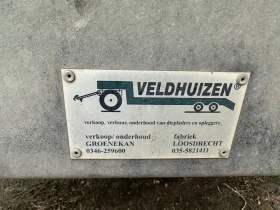 VELDHUIZEN
verkoop, verhuur, onderhoud van diepladers en opleggers.
verkoop/ onderhoud fabriek
GROENEKAN LOOSDRECHT
0346-259600 035-5821411